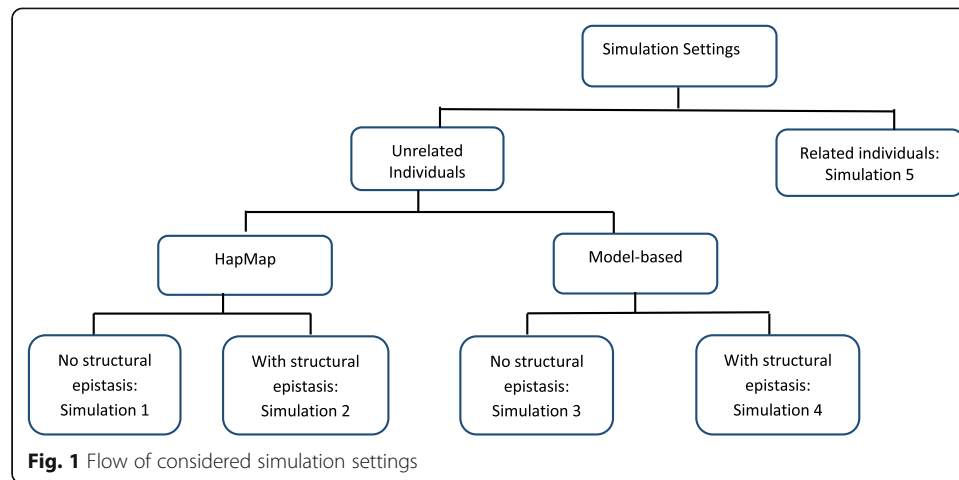 Simulation Settings
Unrelated
Individuals
Related individuals:
Simulation 5
HapMap
Model-based
No structural
epistasis:
Simulation 1
With structural
epistasis:
Simulation 2
No structural
epistasis:
Simulation 3
With structural
epistasis:
Simulation 4
Fig. 1 Flow of considered simulation settings